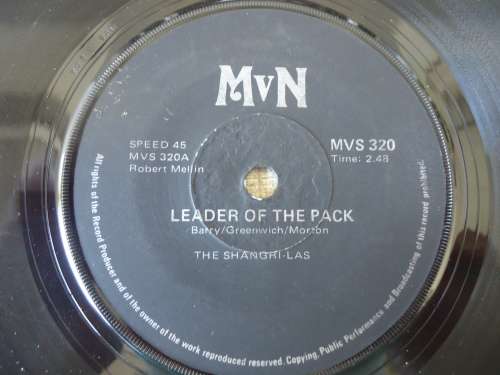 MvN
SPEED 45
MVS 320A
Robert Mellin
MVS 320
Time: 2.48
LEADER OF THE PACK
Barry/Greenwich/Morton
THE SHANGRI-LAS
All rights of the Record Producer and of the owner of the work reproduced reserved. Copying, Public Performance and Broadcasting of this record prohibited.